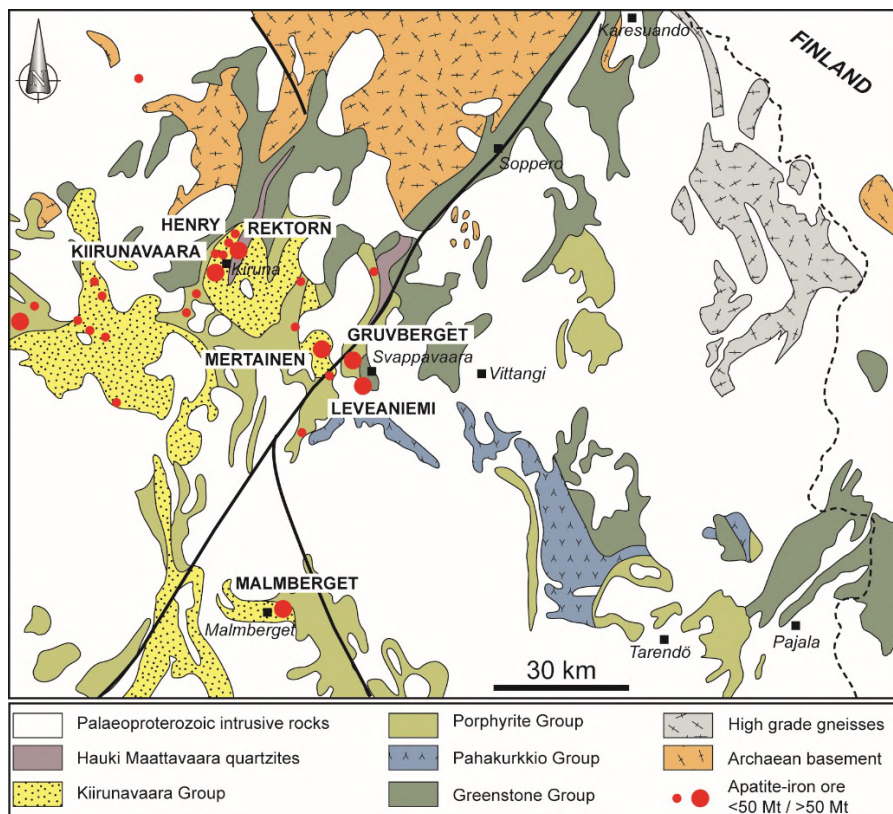 Karesuando
FINLAND
N
Soppero
HENRY
REKTORN
KIIRUNAVAARA
Kiruna
GRUVBERGET
MERTAINEN
Svappavaara
Vittangi
LEVEANIEMI
MALMBERGET
Malmberget
30 km
Tarendö
Pajala
Palaeoproterozoic intrusive rocks
Porphyrite Group
High grade gneisses
Hauki Maattavaara quartzites
Pahakurkkio Group
Archaean basement
Kiirunavaara Group
Greenstone Group
Apatite-iron ore
<50 Mt / >50 Mt